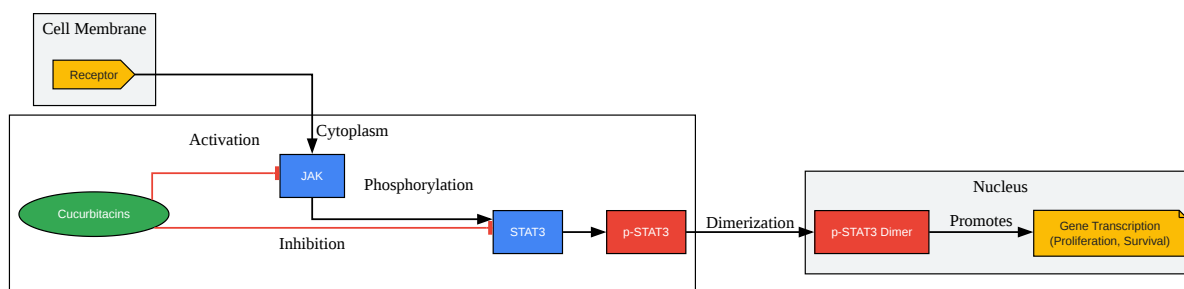 Cell Membrane
Receptor
Activation
Cytoplasm
JAK
Phosphorylation
Cucurbitacins
Inhibition
STAT3
p-STAT3
Dimerization
Nucleus
p-STAT3 Dimer
Promotes
Gene Transcription
(Proliferation, Survival)